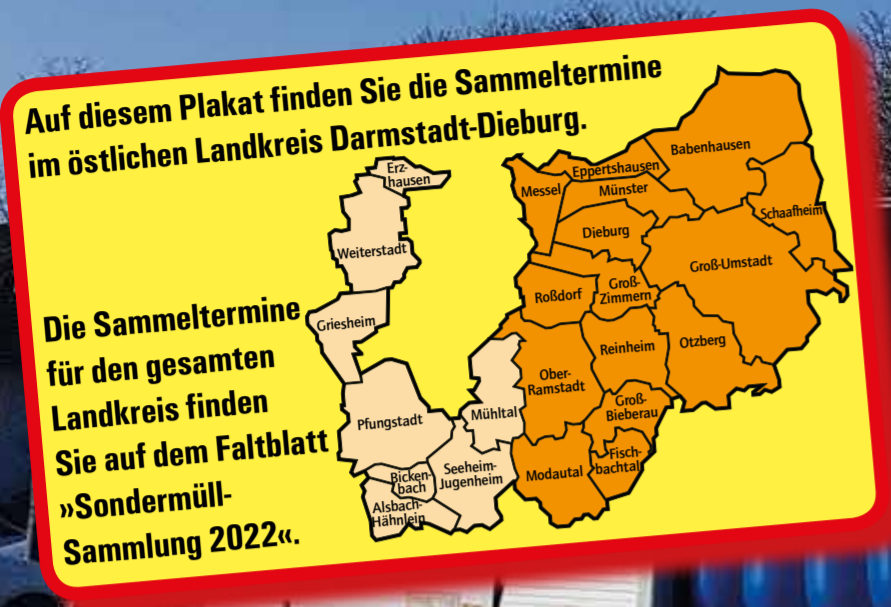 Auf diesem Plakat finden Sie die Sammeltermine
im östlichen Landkreis Darmstadt-Dieburg.
Die Sammeltermine
für den gesamten
Landkreis finden
Sie auf dem Faltblatt
»Sondermüll-
Sammlung 2022«.
Erz-
hausen
Weiterstadt
Griesheim
Pfungstadt
Mühltal
Bicken-
bach
Seeheim-
Jugenheim
Alsbach-
Hähnlein
Messel
Eppertshausen
Babenhausen
Münster
Schaafheim
Dieburg
Groß-Umstadt
Roßdorf
Groß-
Zimmern
Reinheim
Otzberg
Ober-
Ramstadt
Groß-
Bieberau
Modautal
Fisch-
bachtal